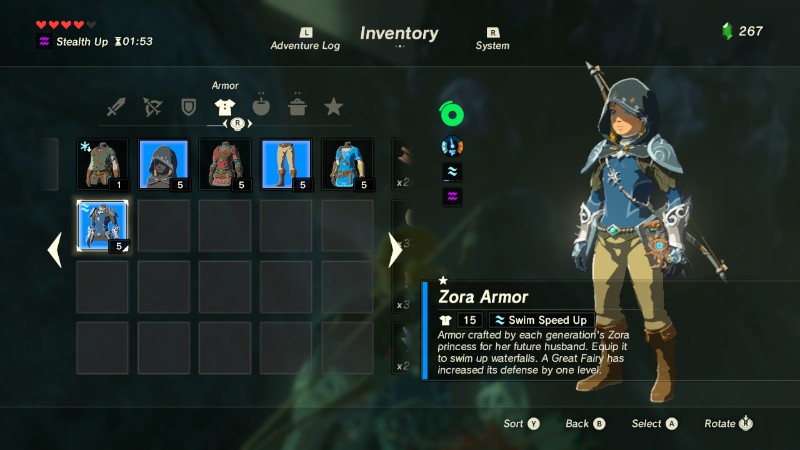 Stealth Up 01:53
L
Adventure Log
Inventory
R
System
267
Armor
R
1
5
5
5
5
x2
5
x3
x3
x2
Zora Armor
15
Swim Speed Up
Armor crafted by each generation's Zora
princess for her future husband. Equip it
to swim up waterfalls. A Great Fairy has
increased its defense by one level.
Sort Y
Back B
Select A
Rotate R